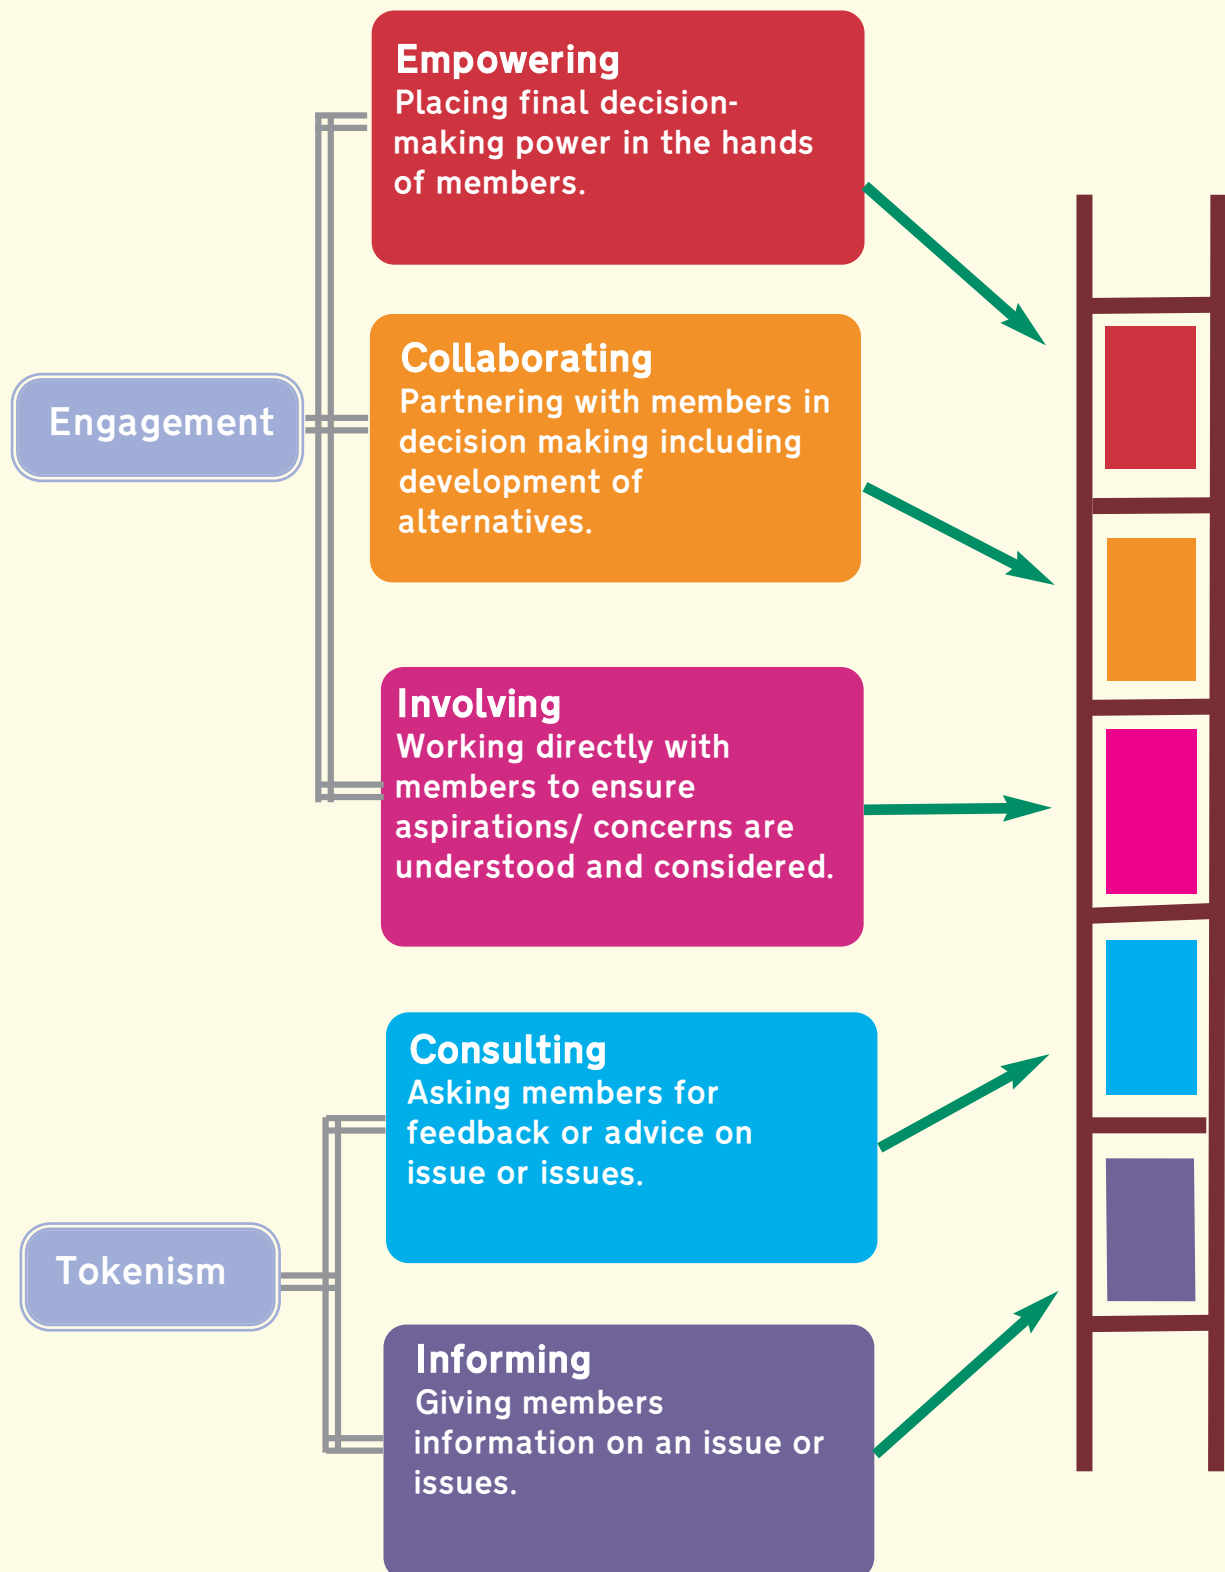 Empowering
Placing final decision-
making power in the hands
of members.
Collaborating
Partnering with members in
decision making including
development of
alternatives.
Engagement
Involving
Working directly with
members to ensure
aspirations/ concerns are
understood and considered.
Consulting
Asking members for
feedback or advice on
issue or issues.
Tokenism
Informing
Giving members
information on an issue or
issues.